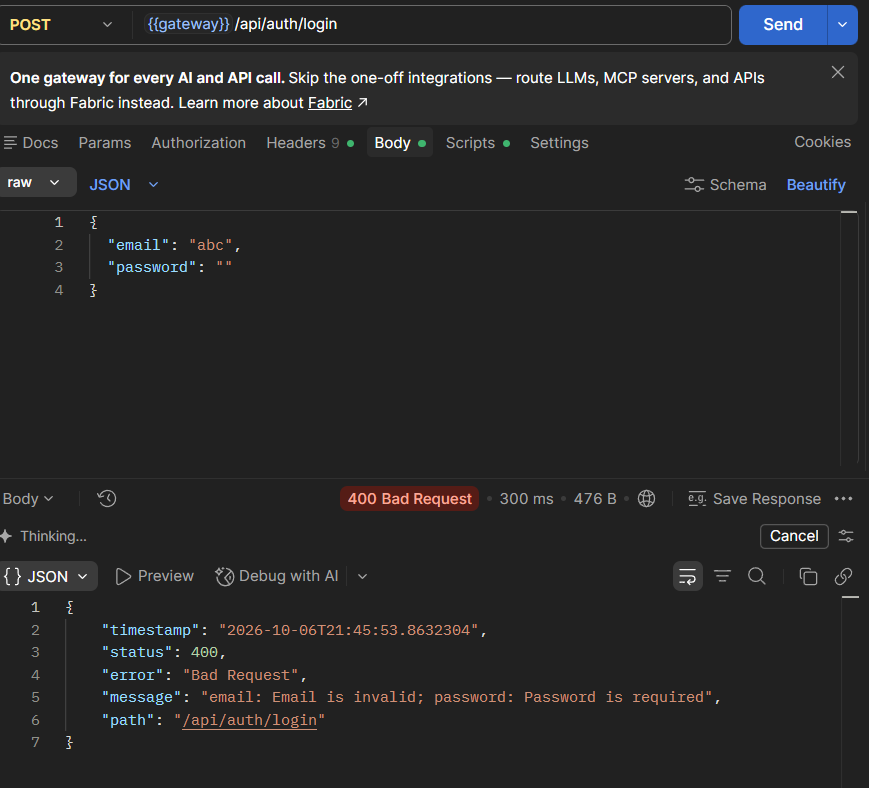 POST {{gateway}} /api/auth/login Send
One gateway for every AI and API call. Skip the one-off integrations — route LLMs, MCP servers, and APIs
through Fabric instead. Learn more about Fabric ↗
Docs Params Authorization Headers 9 Body Scripts Settings Cookies
raw JSON Schema Beautify
1 {
2 "email": "abc",
3 "password": ""
4 }
Body 400 Bad Request • 300 ms • 476 B • e.g. Save Response
Thinking... Cancel
{} JSON Preview Debug with AI
1 {
2 "timestamp": "2026-10-06T21:45:53.8632304",
3 "status": 400,
4 "error": "Bad Request",
5 "message": "email: Email is invalid; password: Password is required",
6 "path": "/api/auth/login"
7 }